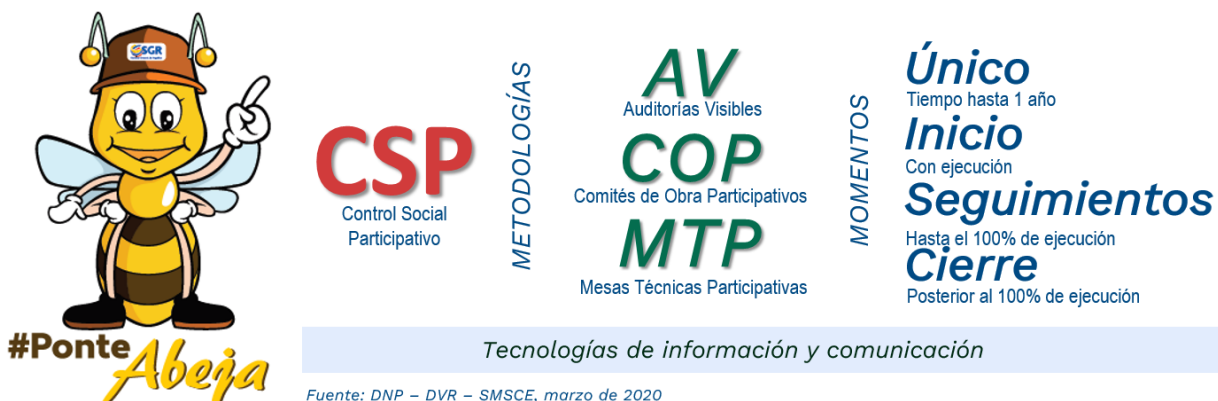 SGR
#Ponte
Abeja
CSP
Control Social
Participativo
METODOLOGÍAS
AV
Auditorías Visibles
COP
Comités de Obra Participativos
MTP
Mesas Técnicas Participativas
MOMENTOS
Único
Tiempo hasta 1 año
Inicio
Con ejecución
Seguimientos
Hasta el 100% de ejecución
Cierre
Posterior al 100% de ejecución
Tecnologías de información y comunicación
Fuente: DNP – DVR – SMSCE, marzo de 2020